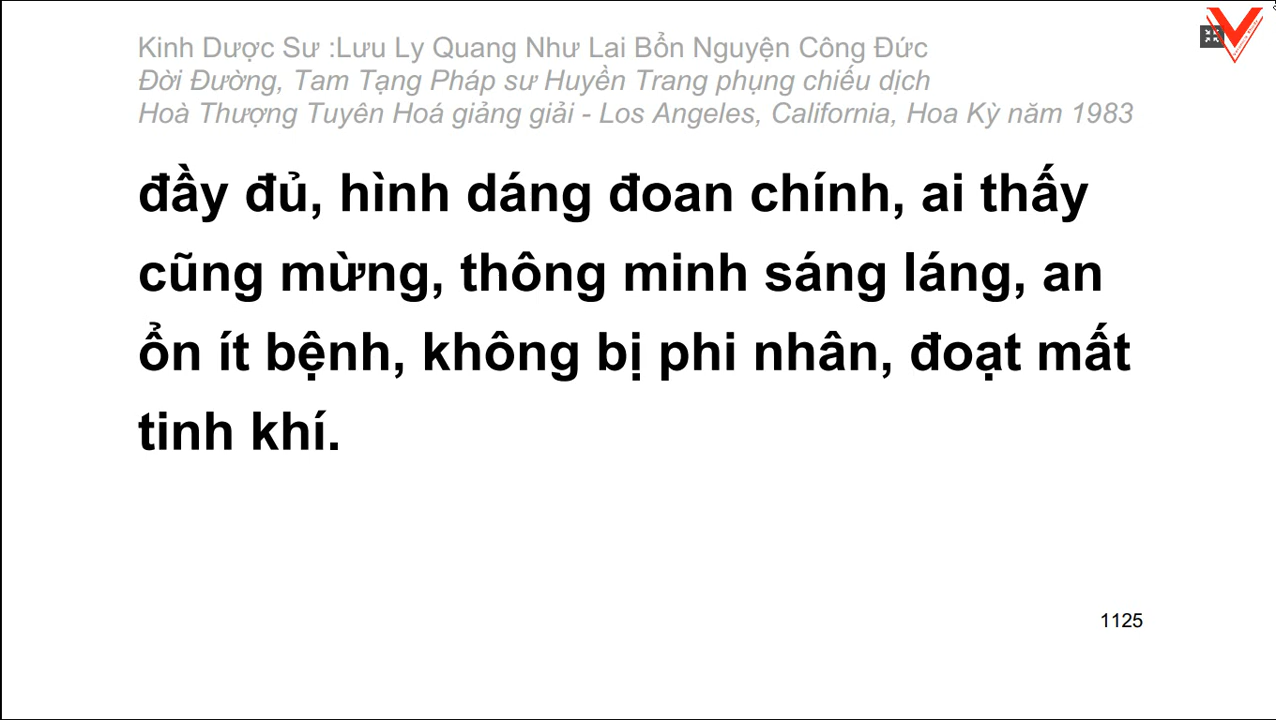 Kinh Dược Sư :Lưu Ly Quang Như Lai Bổn Nguyện Công Đức
Đời Đường, Tam Tạng Pháp sư Huyền Trang phụng chiếu dịch
Hoà Thượng Tuyên Hoá giảng giải - Los Angeles, California, Hoa Kỳ năm 1983
đầy đủ, hình dáng đoan chính, ai thấy
cũng mừng, thông minh sáng láng, an
ổn ít bệnh, không bị phi nhân, đoạt mất
tinh khí.
1125